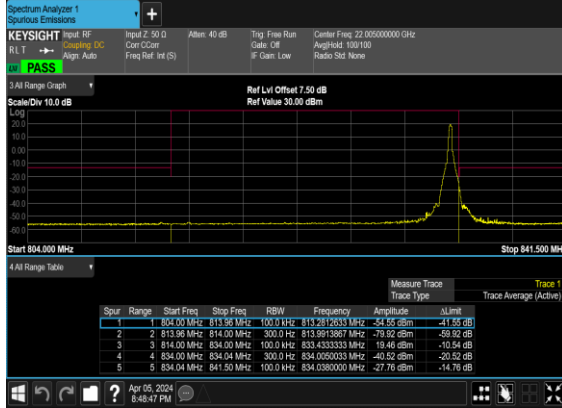 Spectrum Analyzer 1
Spurious Emissions
+
KEYSIGHT Input: RF Input Z: 50 Ω Atten: 40 dB Trig: Free Run Center Freq: 22.005000000 GHz
RLT Coupling: DC Corr CCorr Gate: Off Avg|Hold: 100/100
Align: Auto Freq Ref: Int (S) IF Gain: Low Radio Std: None
PASS
3 All Range Graph
Ref Lvl Offset 7.50 dB
Scale/Div 10.0 dB Ref Value 30.00 dBm
Log
20.0
10.0
0.00
-10.0
-20.0
-30.0
-40.0
-50.0
-60.0
Start 804.000 MHz Stop 841.500 MH
4 All Range Table
Measure Trace Trace 1
Trace Type Trace Average (Active)
Spur Range Start Freq Stop Freq RBW Frequency Amplitude ΔLimit
1 1 804.00 MHz 813.96 MHz 100.0 kHz 813.2812633 MHz -54.55 dBm -41.55 dB
2 2 813.96 MHz 814.00 MHz 300.0 Hz 813.9913867 MHz -79.92 dBm -59.92 dB
3 3 814.00 MHz 834.00 MHz 100.0 kHz 833.4333333 MHz 19.46 dBm -10.54 dB
4 4 834.00 MHz 834.04 MHz 300.0 Hz 834.0050033 MHz -40.52 dBm -20.52 dB
5 5 834.04 MHz 841.50 MHz 100.0 kHz 834.0380000 MHz -27.76 dBm -14.76 dB
? Apr 05, 2024
8:48:47 PM